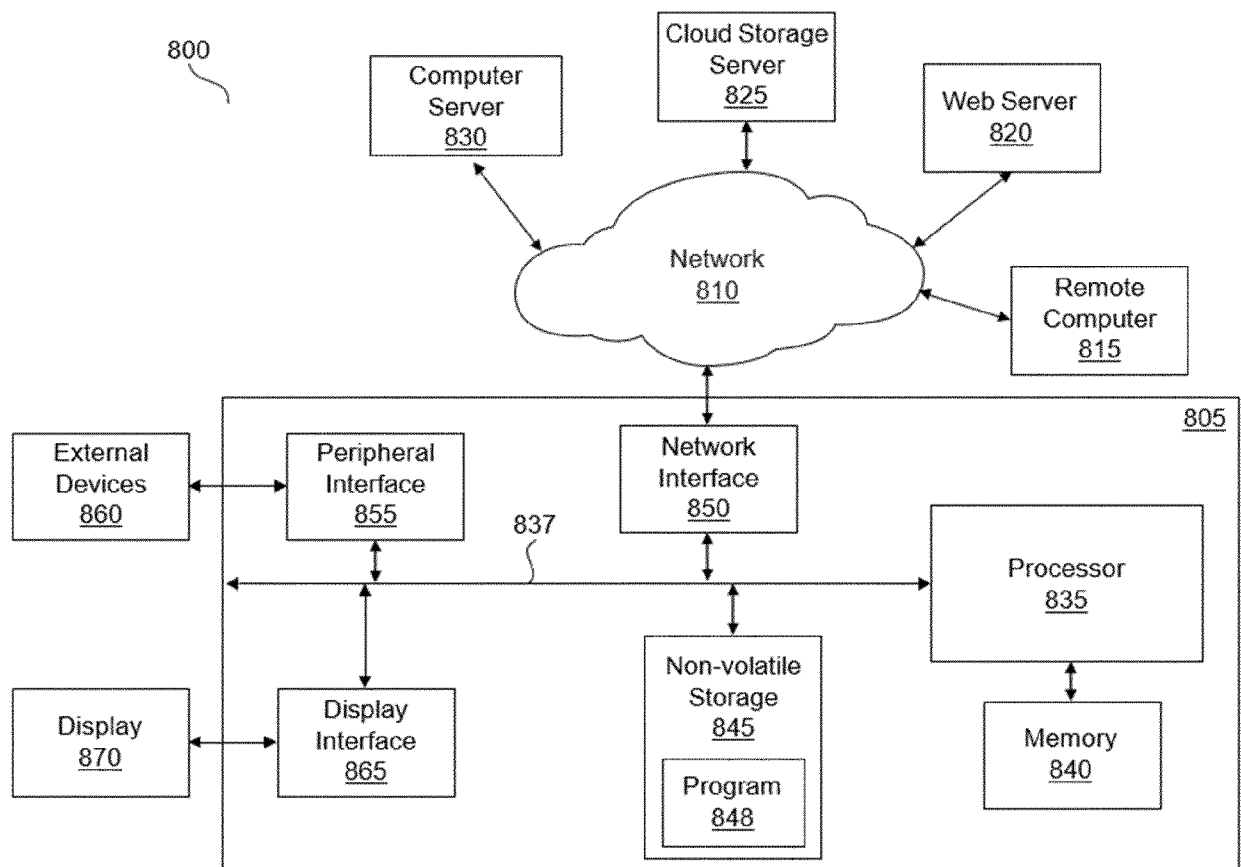 800
Computer
Server
830
Cloud Storage
Server
825
Web Server
820
Network
810
Remote
Computer
815
805
External
Devices
860
Peripheral
Interface
855
Network
Interface
850
837
Processor
835
Display
870
Display
Interface
865
Non-volatile
Storage
845
Program
848
Memory
840